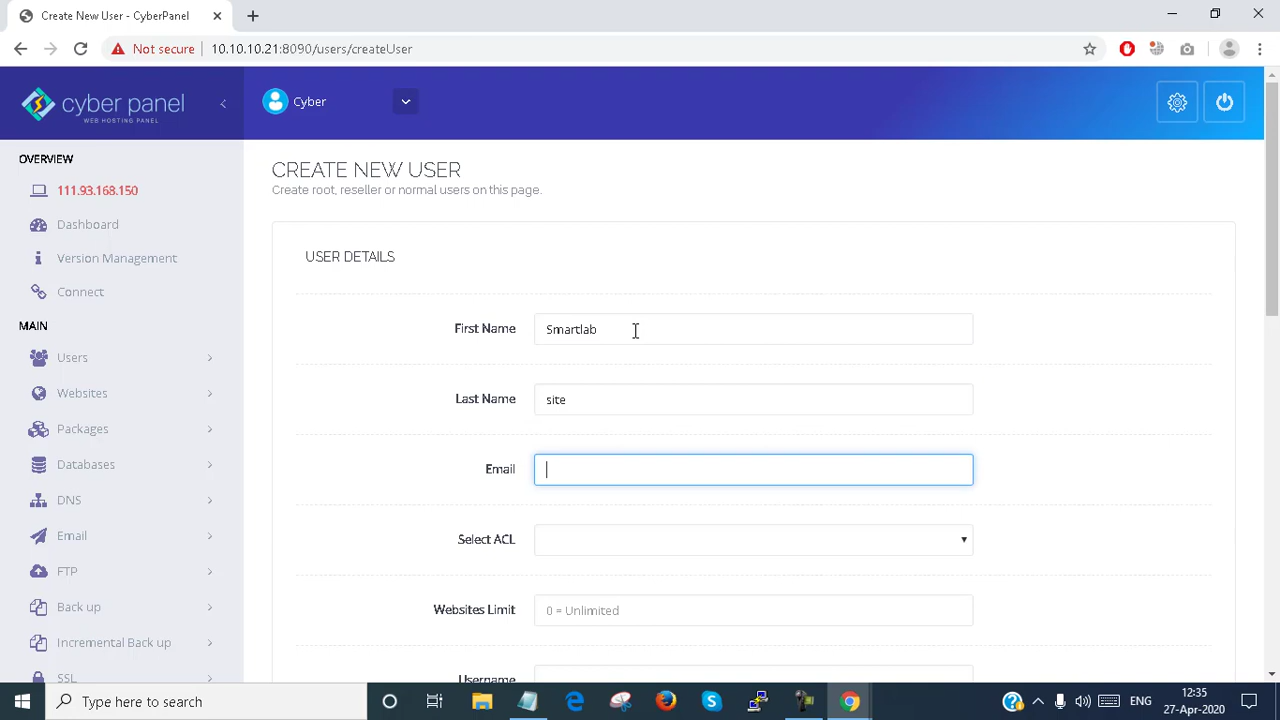 Create New User - CyberPanel
Not secure
10.10.10.21:8090/users/createUser
cyber panel
WEB HOSTING PANEL
Cyber
OVERVIEW
111.93.168.150
Dashboard
Version Management
Connect
MAIN
Users
Websites
Packages
Databases
DNS
Email
FTP
Back up
Incremental Back up
SSL
CREATE NEW USER
Create root, reseller or normal users on this page.
USER DETAILS
First Name
Smartlab
Last Name
site
Email
Select ACL
Websites Limit
0 = Unlimited
Username
Type here to search
ENG
12:35
27-Apr-2020